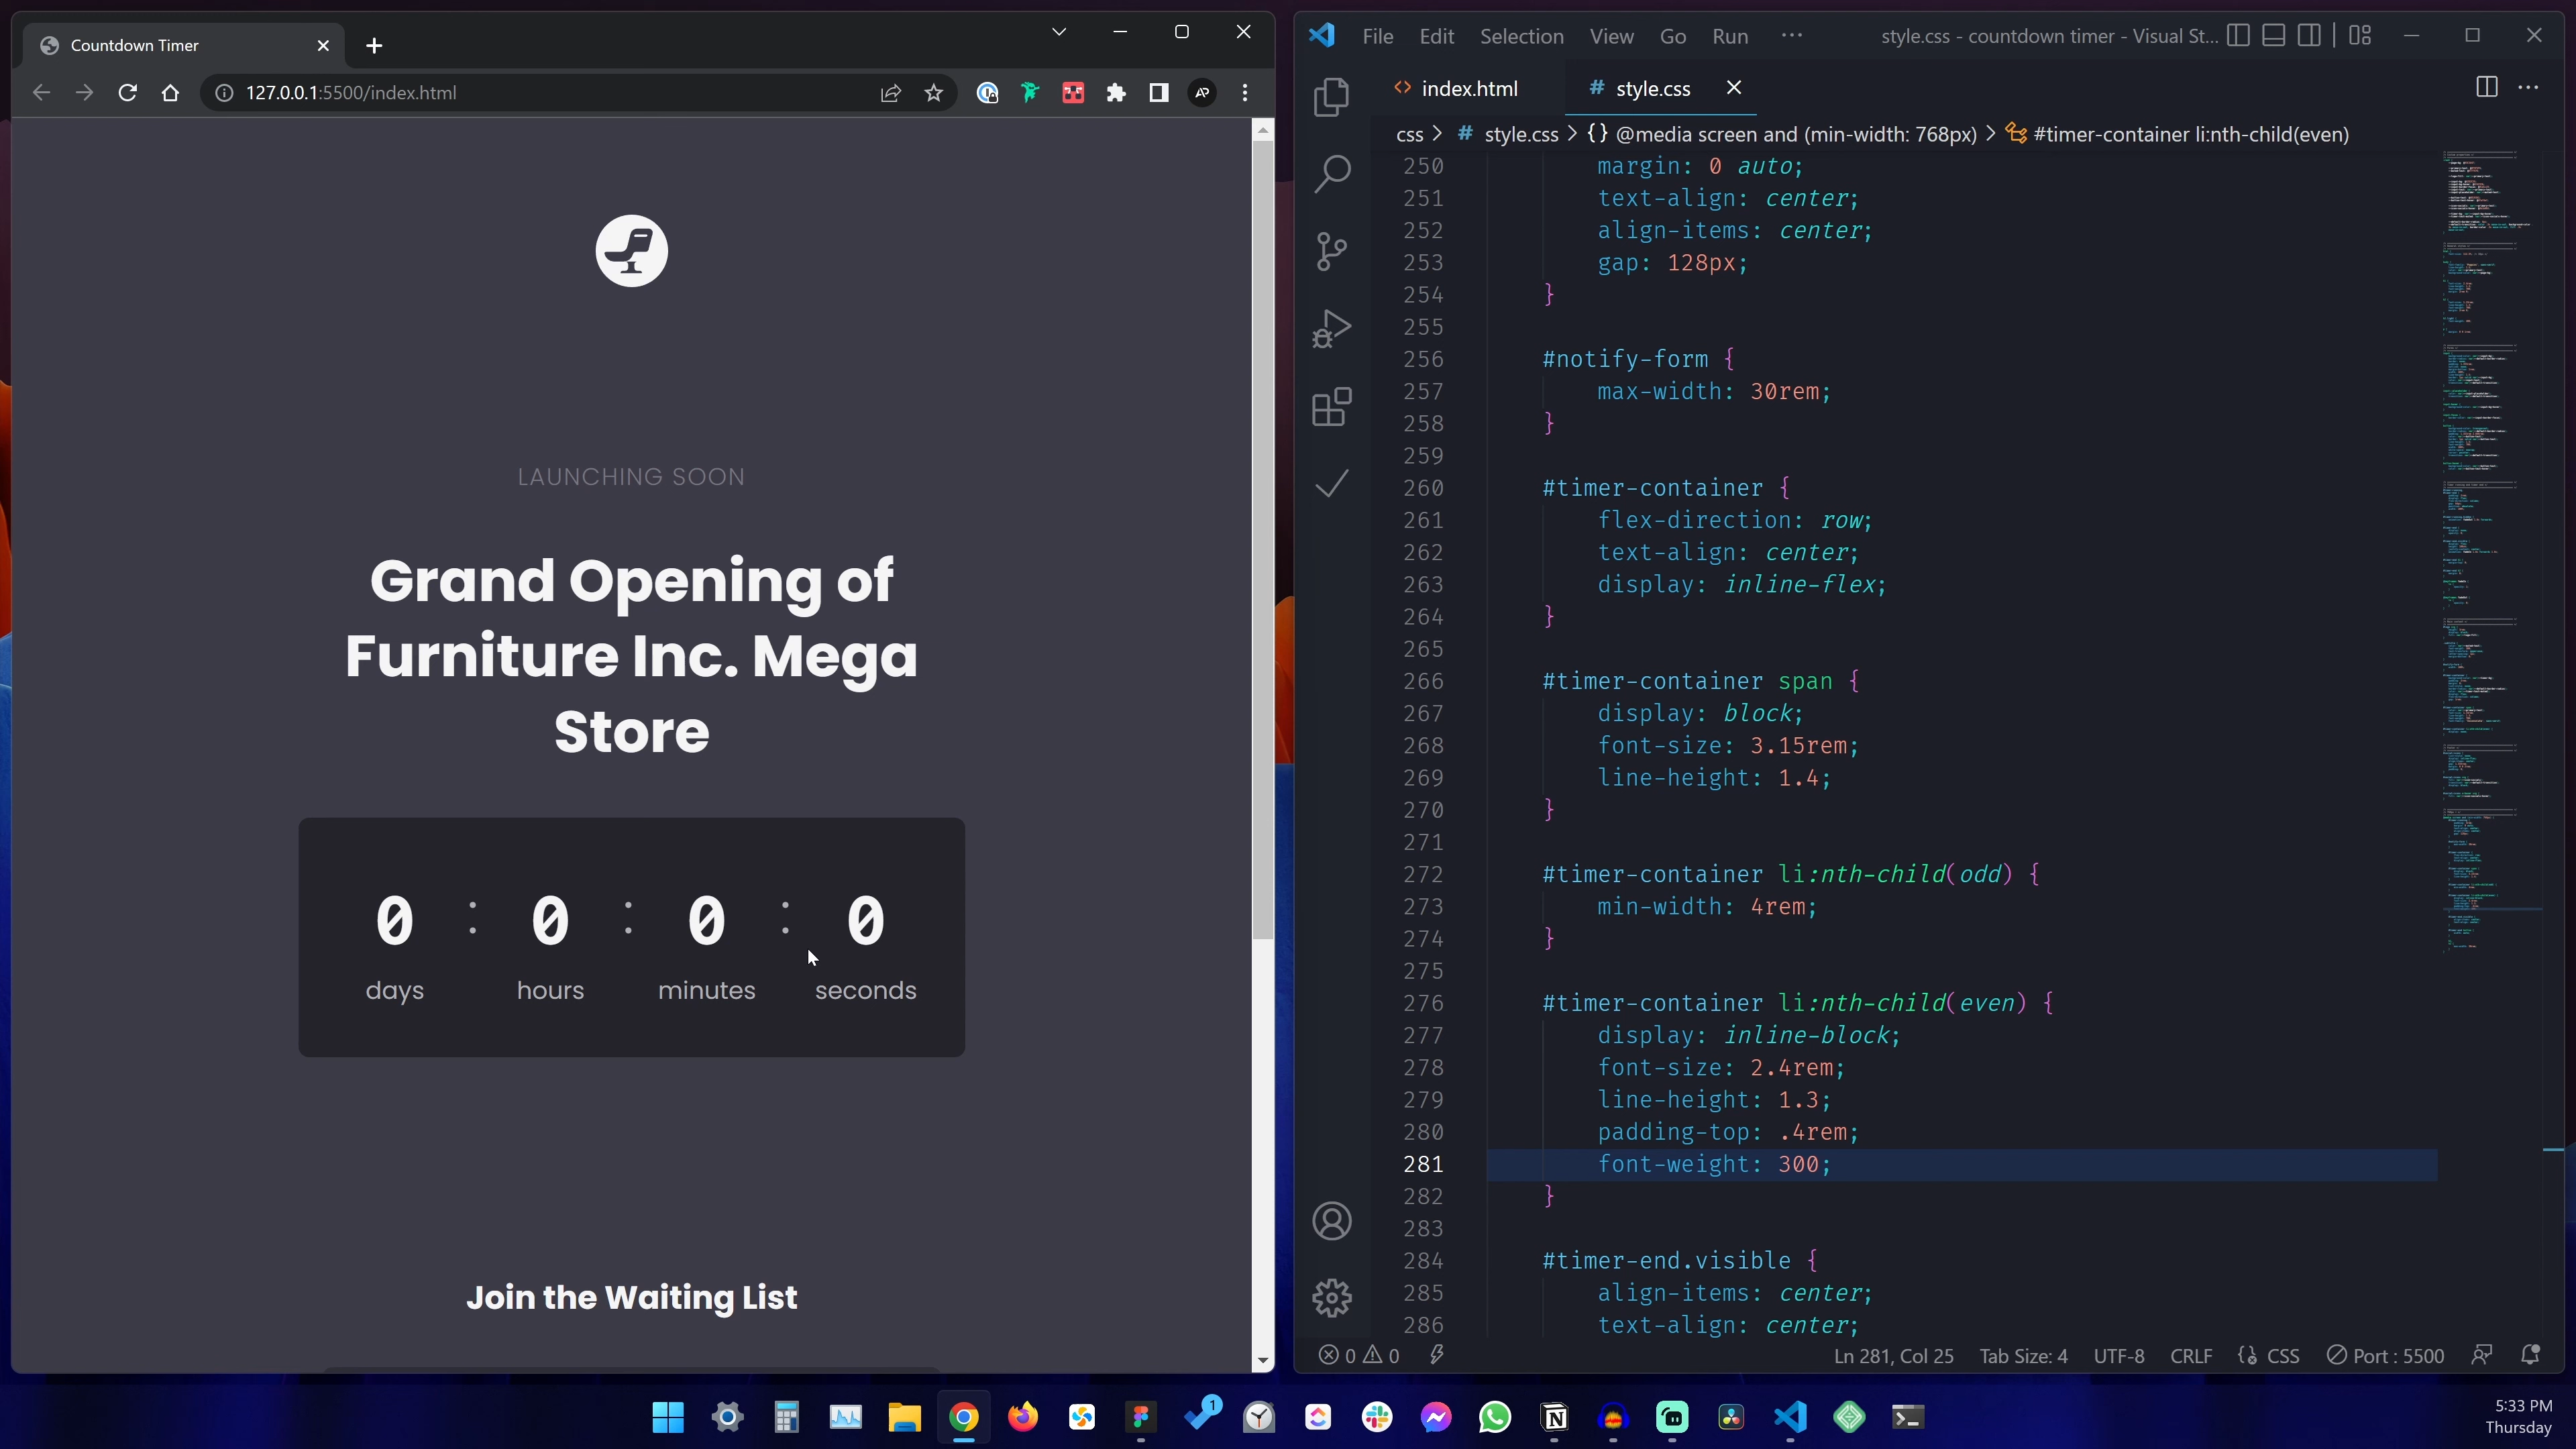 Countdown Timer
127.0.0.1:5500/index.html
AP
LAUNCHING SOON
Grand Opening of
Furniture Inc. Mega
Store
0 : 0 : 0 : 0
days hours minutes seconds
Join the Waiting List
File Edit Selection View Go Run ···
style.css - countdown timer - Visual St...
<> index.html
# style.css
css > # style.css > {} @media screen and (min-width: 768px) > #timer-container li:nth-child(even)
250 margin: 0 auto;
251 text-align: center;
252 align-items: center;
253 gap: 128px;
254 }
255
256 #notify-form {
257 max-width: 30rem;
258 }
259
260 #timer-container {
261 flex-direction: row;
262 text-align: center;
263 display: inline-flex;
264 }
265
266 #timer-container span {
267 display: block;
268 font-size: 3.15rem;
269 line-height: 1.4;
270 }
271
272 #timer-container li:nth-child(odd) {
273 min-width: 4rem;
274 }
275
276 #timer-container li:nth-child(even) {
277 display: inline-block;
278 font-size: 2.4rem;
279 line-height: 1.3;
280 padding-top: .4rem;
281 font-weight: 300;
282 }
283
284 #timer-end.visible {
285 align-items: center;
286 text-align: center;
0 0
Ln 281, Col 25 Tab Size: 4 UTF-8 CRLF CSS Port : 5500
1
5:33 PM
Thursday